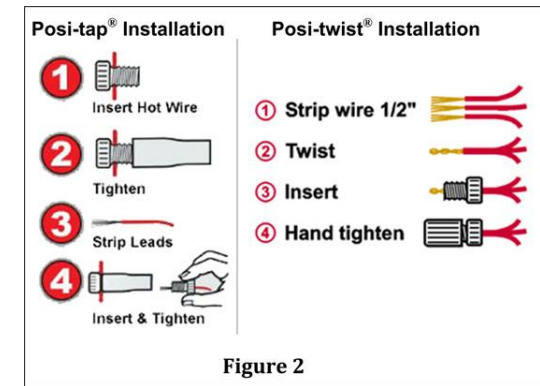 Posi-tap® Installation
1
Insert Hot Wire
2
Tighten
3
Strip Leads
4
Insert & Tighten
Posi-twist® Installation
1 Strip wire 1/2"
2 Twist
3 Insert
4 Hand tighten
Figure 2